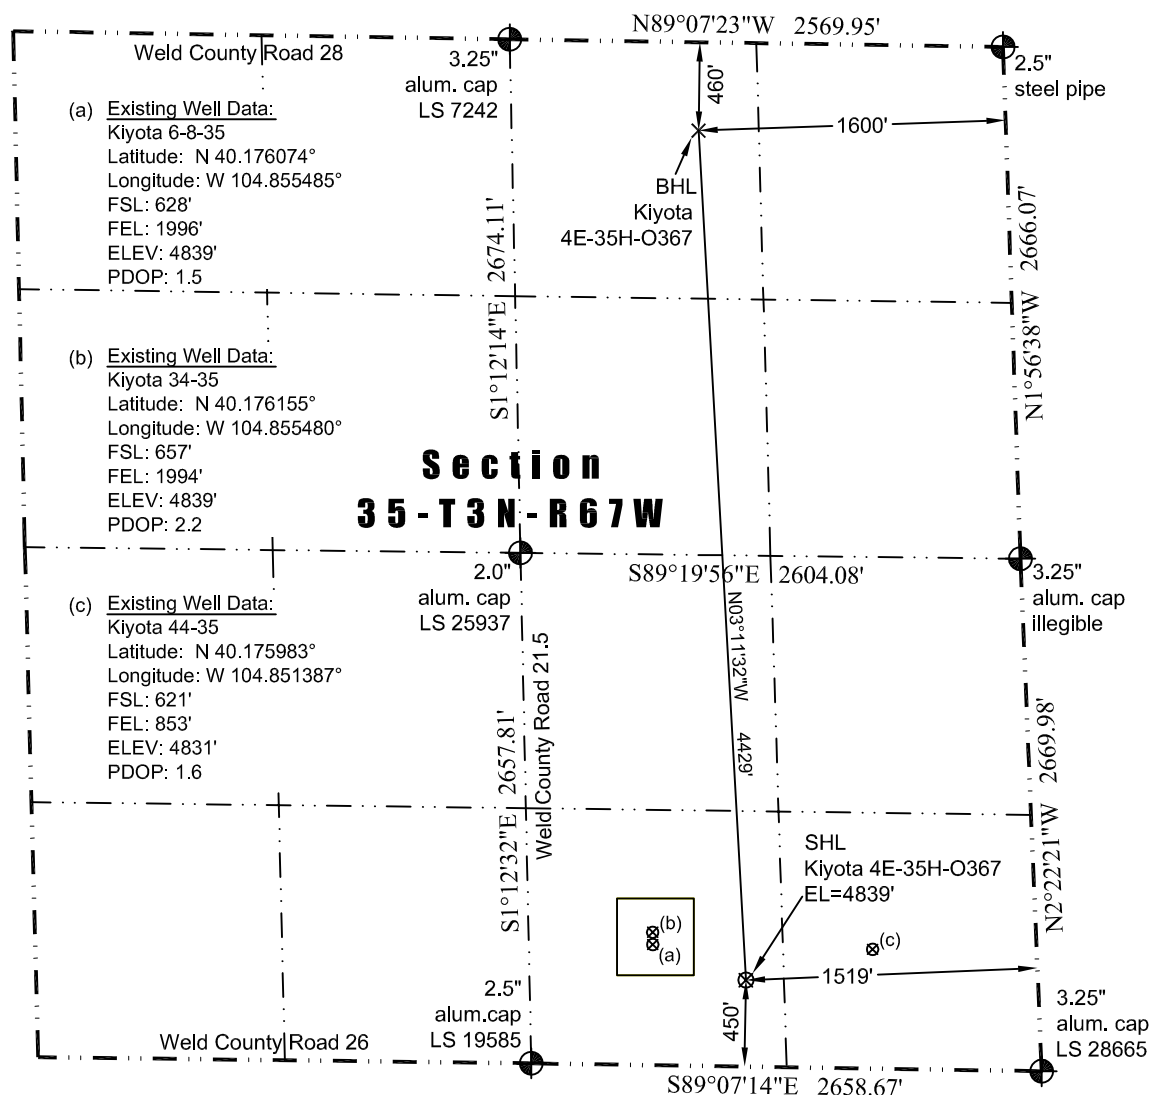 N89°07'23"W 2569.95'
Weld County Road 28
3.25"
alum. cap
LS 7242
460'
2.5"
steel pipe
1600'
(a) Existing Well Data:
Kiyota 6-8-35
Latitude: N 40.176074°
Longitude: W 104.855485°
FSL: 628'
FEL: 1996'
ELEV: 4839'
PDOP: 1.5
BHL
Kiyota
4E-35H-O367
S1°12'14"E 2674.11'
N1°56'38"W 2666.07'
(b) Existing Well Data:
Kiyota 34-35
Latitude: N 40.176155°
Longitude: W 104.855480°
FSL: 657'
FEL: 1994'
ELEV: 4839'
PDOP: 2.2
Section
35-T3N-R67W
2.0"
alum. cap
LS 25937
S89°19'56"E 2604.08'
3.25"
alum. cap
illegible
(c) Existing Well Data:
Kiyota 44-35
Latitude: N 40.175983°
Longitude: W 104.851387°
FSL: 621'
FEL: 853'
ELEV: 4831'
PDOP: 1.6
N03°11'32"W 4429'
Weld County Road 21.5
S1°12'32"E 2657.81'
N2°22'21"W 2669.98'
SHL
Kiyota 4E-35H-O367
EL=4839'
(b)
(a)
(c)
1519'
450'
2.5"
alum.cap
LS 19585
3.25"
alum. cap
LS 28665
Weld County Road 26
S89°07'14"E 2658.67'